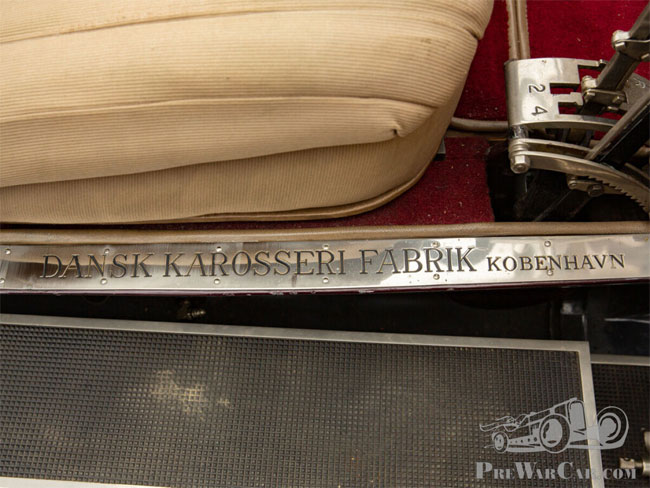 2 4
DANSK KAROSSERI FABRIK KOBENHAVN
PREWARCAR.COM